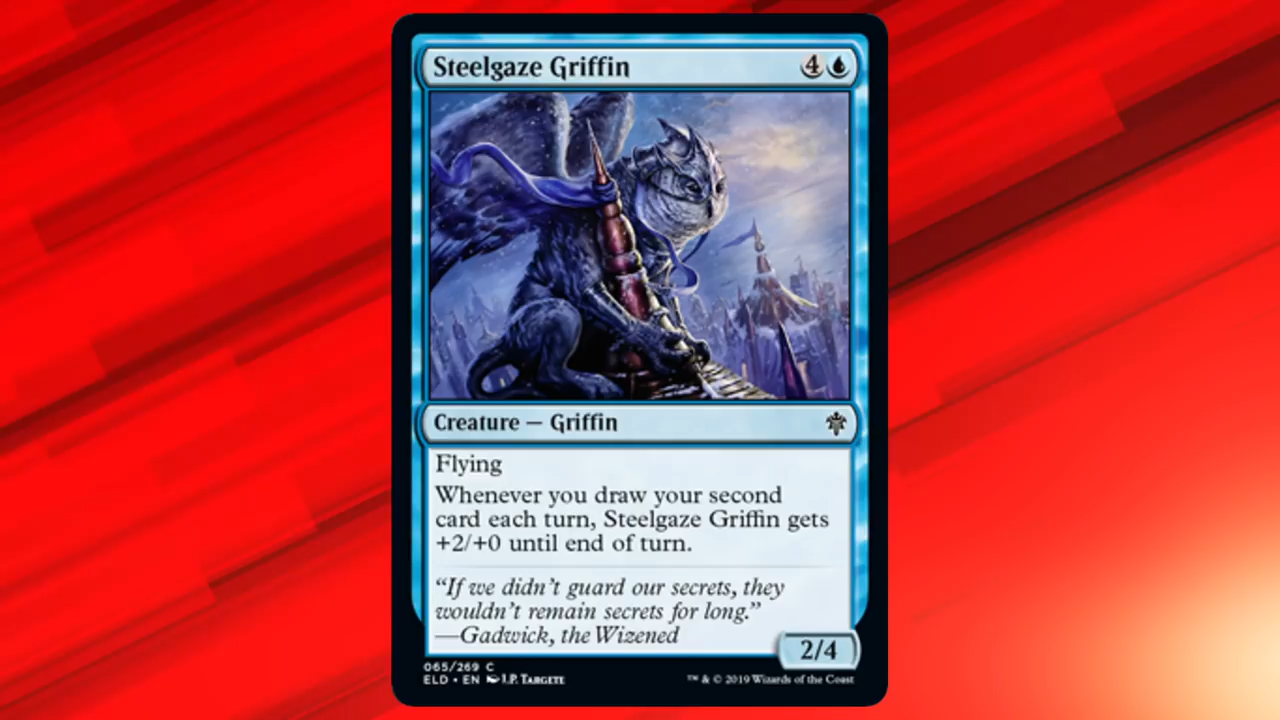 Steelgaze Griffin 4
Creature — Griffin
Flying
Whenever you draw your second
card each turn, Steelgaze Griffin gets
+2/+0 until end of turn.
“If we didn’t guard our secrets, they
wouldn’t remain secrets for long.”
—Gadwick, the Wizened
2/4
065/269 C
ELD • EN J.P. Targete
™ & © 2019 Wizards of the Coast